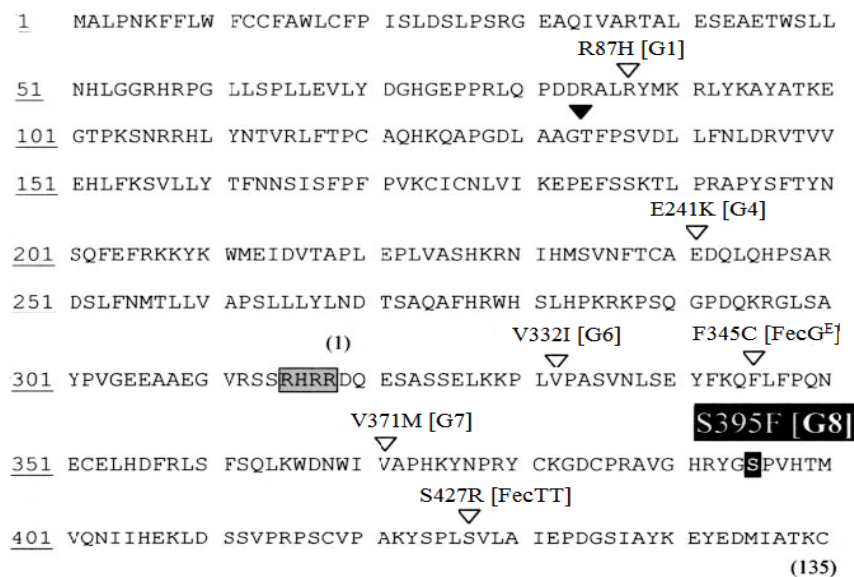 1 MALPNKFFLW FCCFAWLCFP ISLDSLPSRG EAQIVARTAL ESEAETWSLL
R87H [G1]
51 NHLGGRHRPG LLSPLLEVLY DGHGEPPRLQ PDDRALRYMK RLYKAYATKE
101 GTPKSNRRHL YNTVRLFTPC AQHKQAPGDL AAGTFPSVDL LFNLDRVTVV
151 EHLFKSVLLY TFNNSISFPF PVKCICNLVI KEPEFSSKTL PRAPYSFTYN
E241K [G4]
201 SQFEFRKKYK WMEIDVTAPL EPLVASHKRN IHMSVNFTCA EDQLQHPSAR
251 DSLFNMTLLV APSLLLYLND TSAQAFHRWH SLHPKRKPSQ GPDQKRGLSA
(1) V332I [G6] F345C [FecGᴱ]
301 YPVGEEAAEG VRSSRHRRDQ ESASSELKKP LVPASVNLSE YFKQFLFPQN
V371M [G7] S395F [G8]
351 ECELHDFRLS FSQLKWDNWI VAPHKYNPRY CKGDCPRAVG HRYGSPVHTM
S427R [FecTT]
401 VQNIIHEKLD SSVPRPSCVP AKYSPLSVLA IEPDGSIAYK EYEDMIATKC
(135)